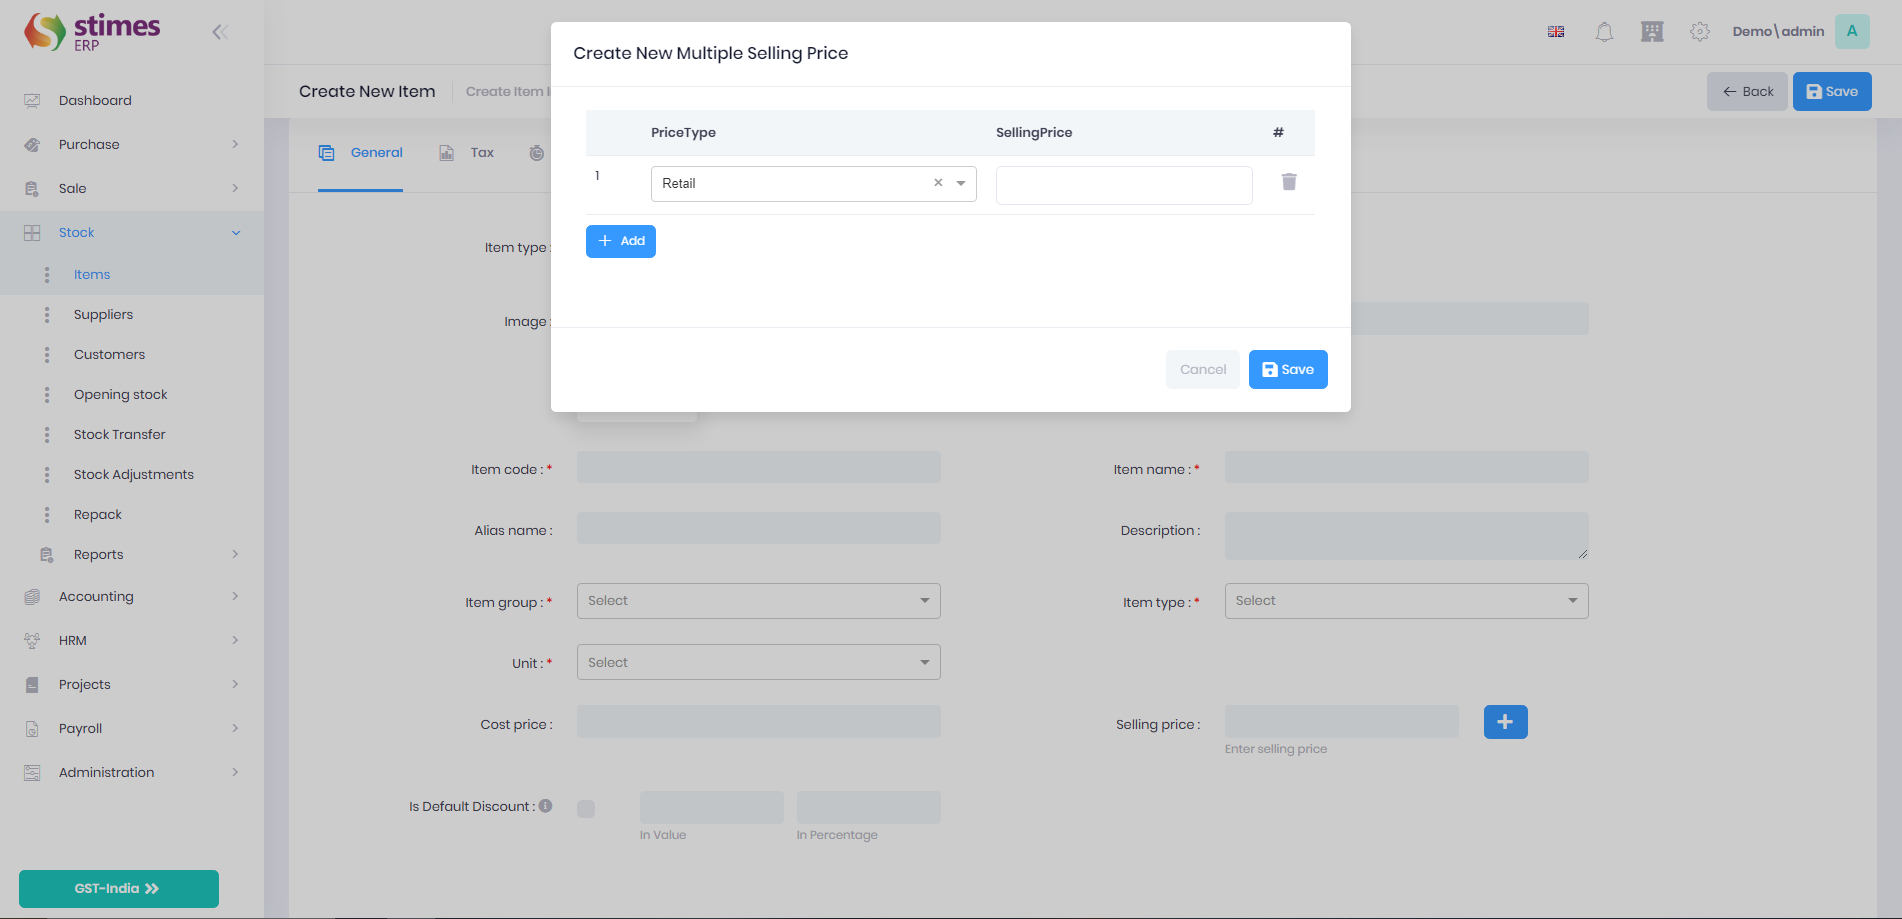 stimes
ERP
Dashboard
Purchase
Sale
Stock
Items
Suppliers
Customers
Opening stock
Stock Transfer
Stock Adjustments
Repack
Reports
Accounting
HRM
Projects
Payroll
Administration
GST-India
Demo\admin
A
Create New Item
Create Item
Back
Save
General
Tax
Create New Multiple Selling Price
PriceType SellingPrice #
1 Retail
Add
Cancel
Save
Item type :
Image :
Item code : *
Item name : *
Alias name :
Description :
Item group : * Select
Item type : * Select
Unit : * Select
Cost price :
Selling price :
Enter selling price
Is Default Discount :
In Value
In Percentage